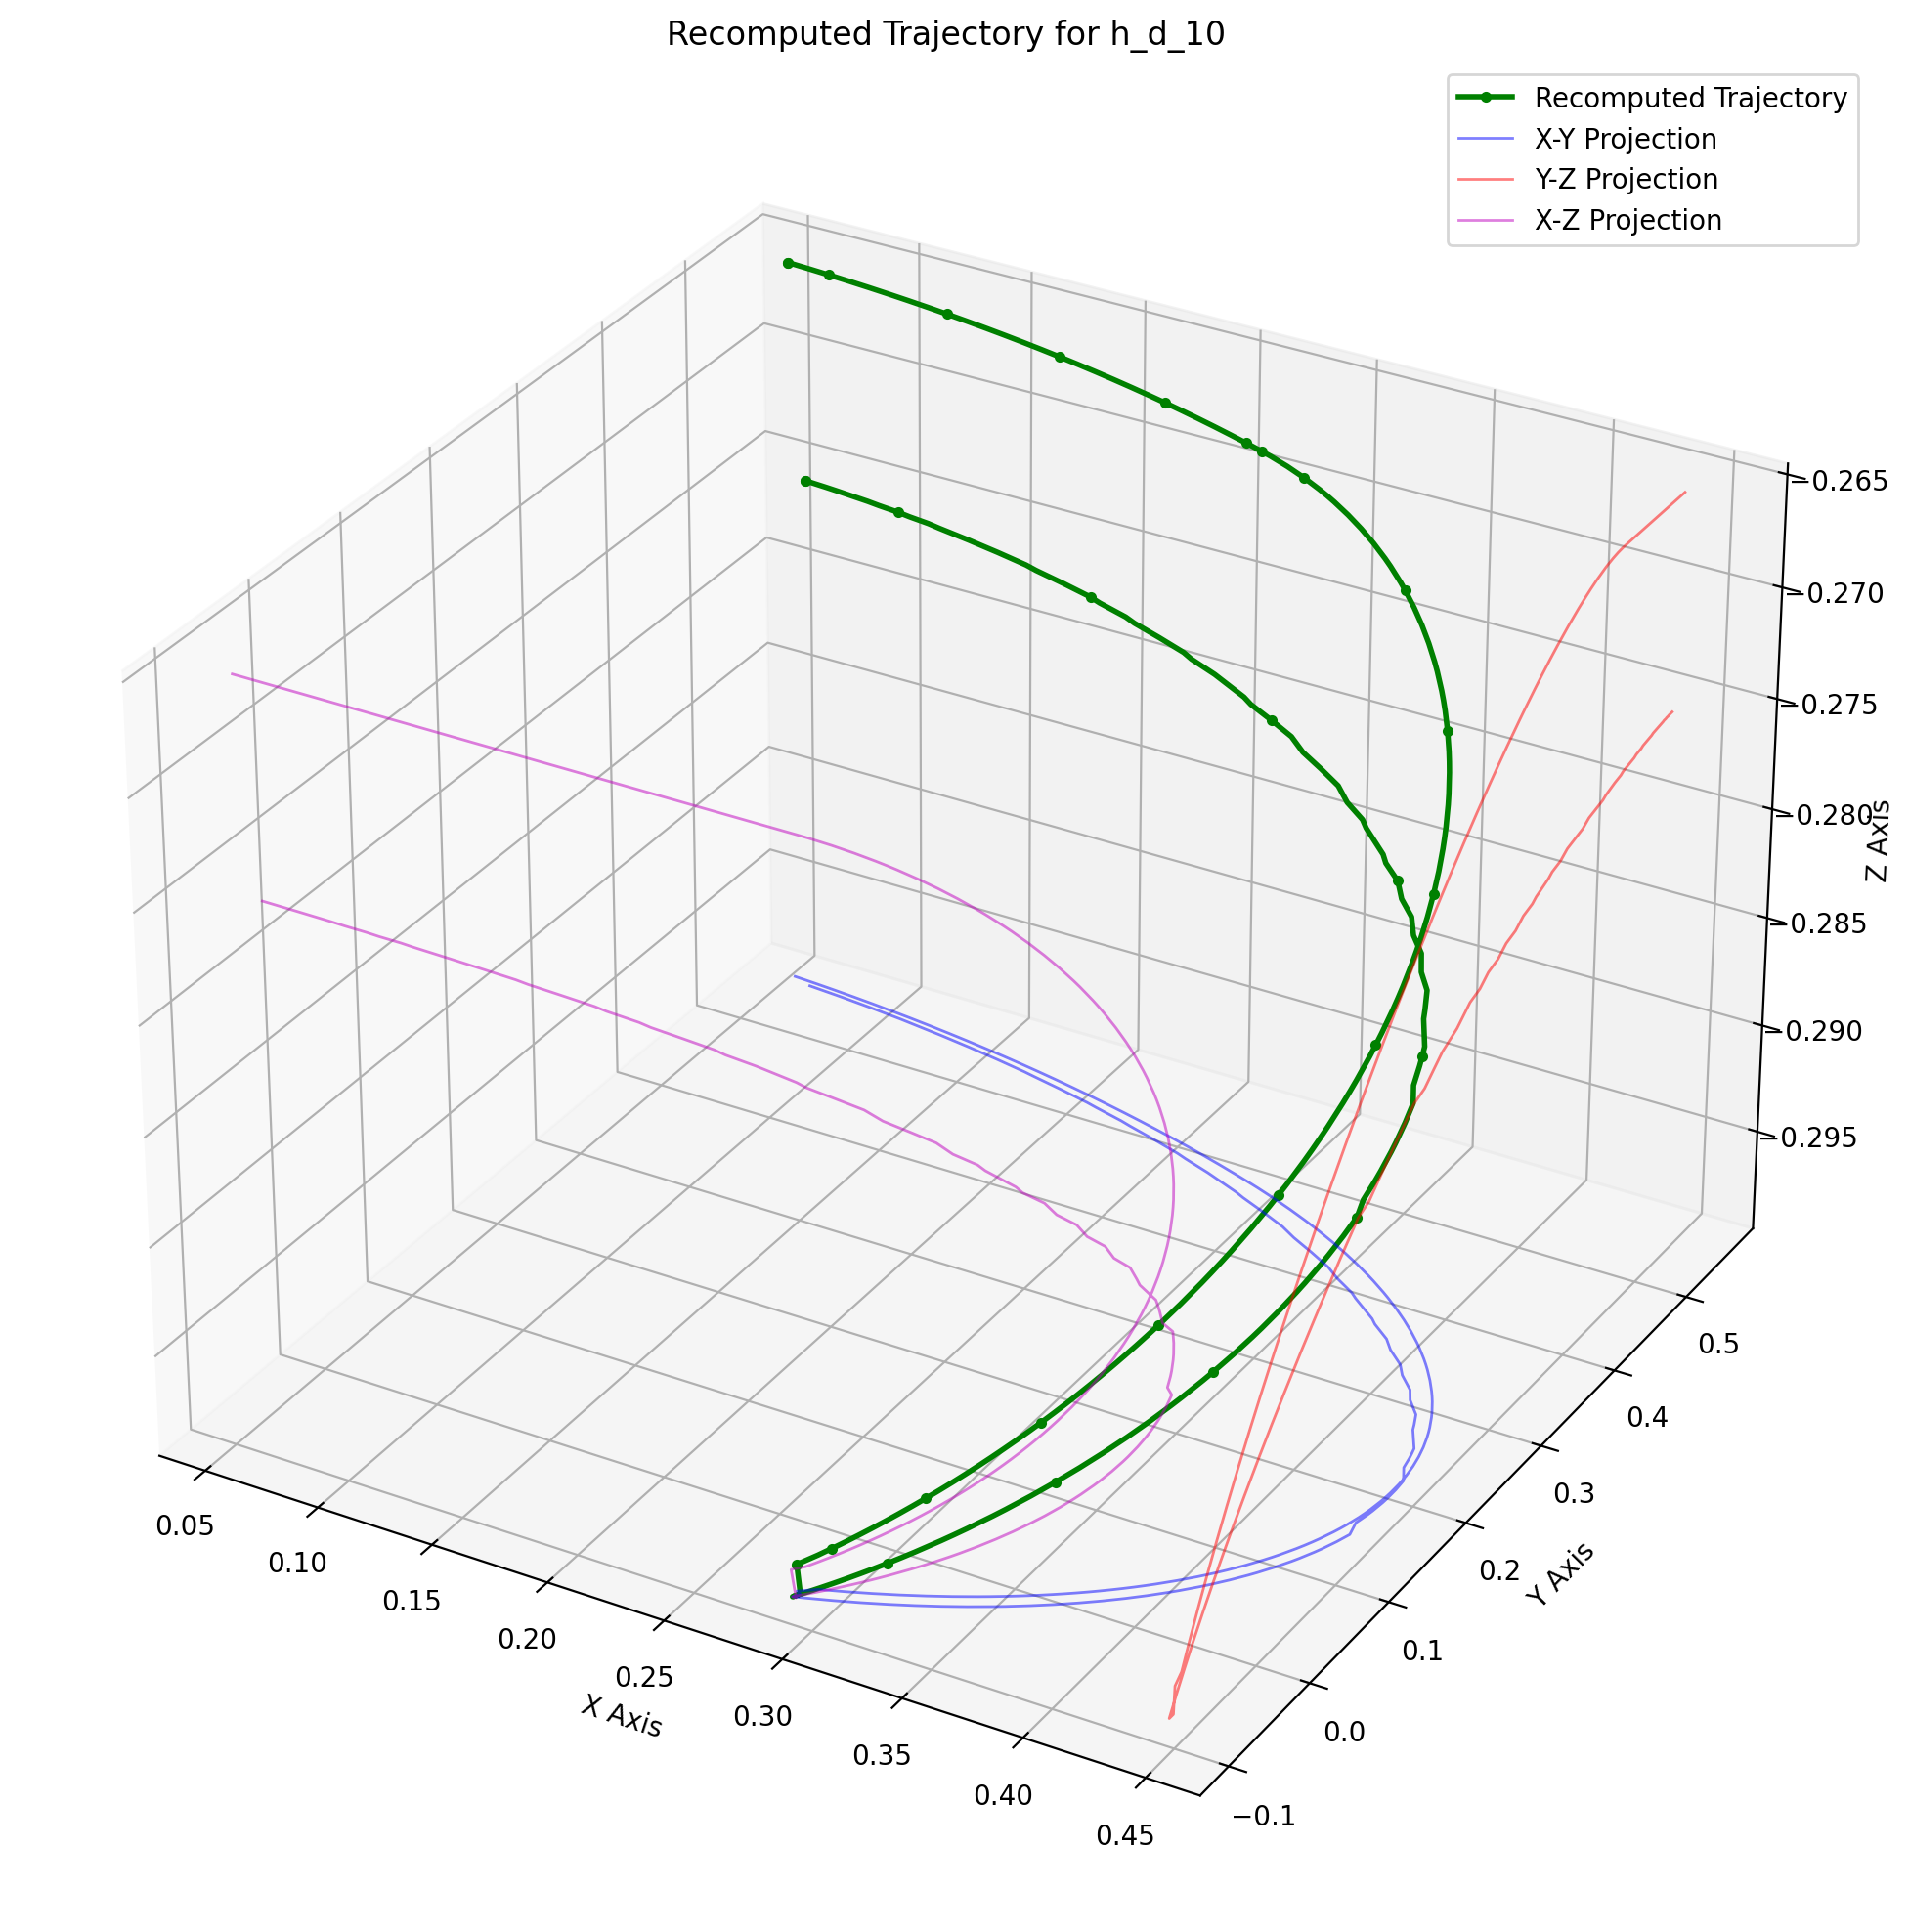 Recomputed Trajectory for h_d_10
Recomputed Trajectory
X-Y Projection
Y-Z Projection
X-Z Projection
−0.265
−0.270
−0.275
−0.280
−0.285
−0.290
−0.295
Z Axis
0.5
0.4
0.3
0.2
0.1
0.0
−0.1
Y Axis
0.05
0.10
0.15
0.20
0.25
0.30
0.35
0.40
0.45
X Axis